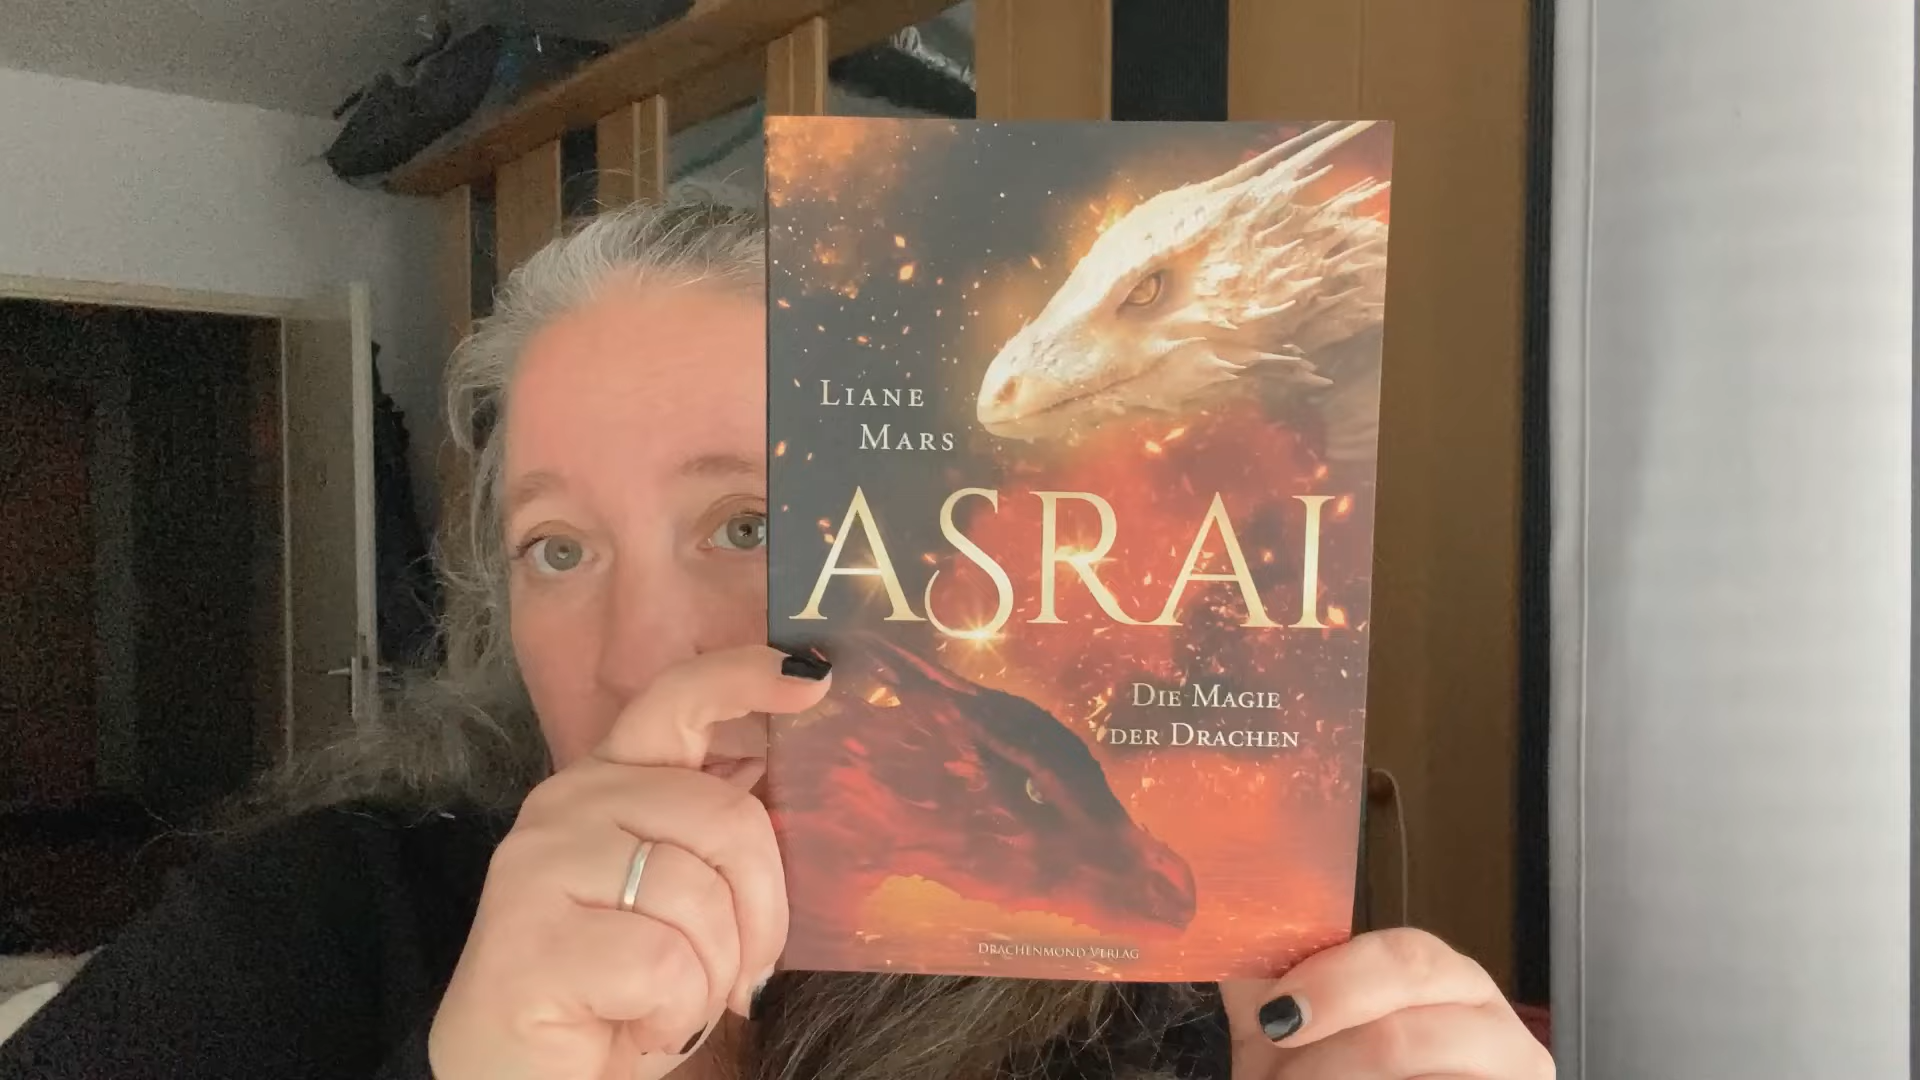 LIANE
MARS
ASRAI
DIE MAGIE
DER DRACHEN
DRACHENMOND VERLAG